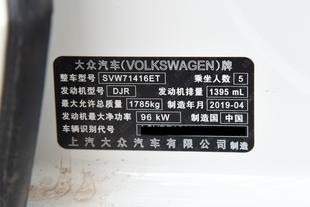 大众汽车(VOLKSWAGEN)牌
整车型号 SVW71416ET 乘坐人数 5
发动机型号 DJR 发动机排量 1395 mL
最大允许总质量 1785kg 制造年月 2019-04
发动机最大净功率 96 kW 制造国 中国
车辆识别代号
上汽大众汽车有限公司 制造